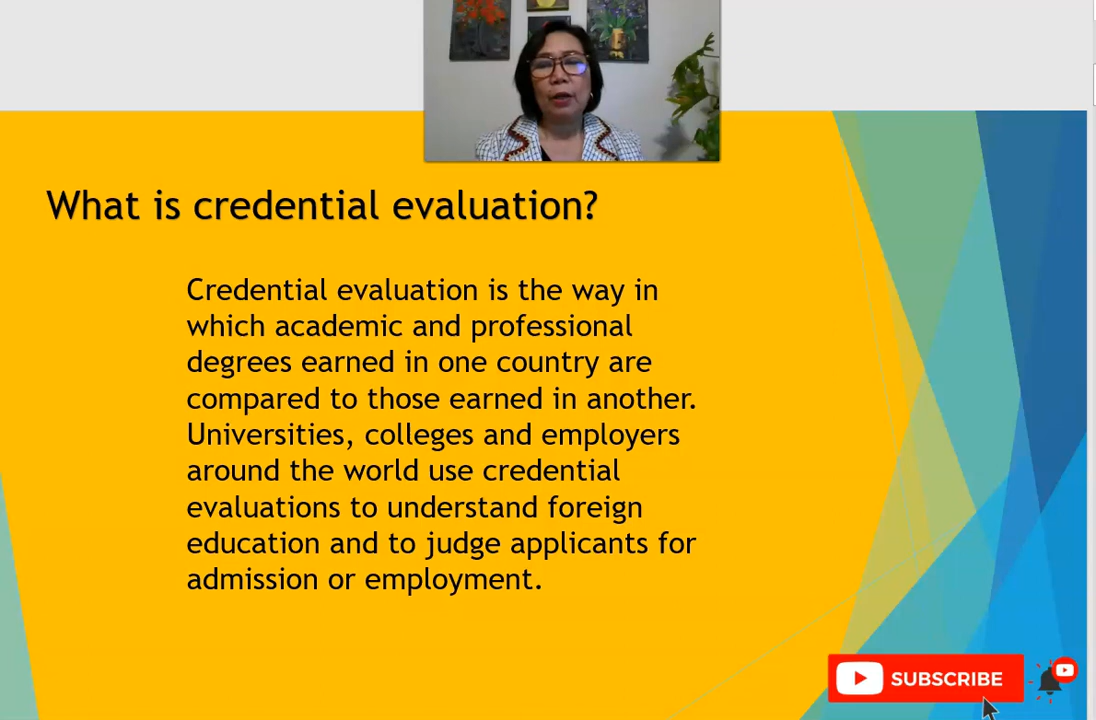 What is credential evaluation?
Credential evaluation is the way in
which academic and professional
degrees earned in one country are
compared to those earned in another.
Universities, colleges and employers
around the world use credential
evaluations to understand foreign
education and to judge applicants for
admission or employment.
SUBSCRIBE